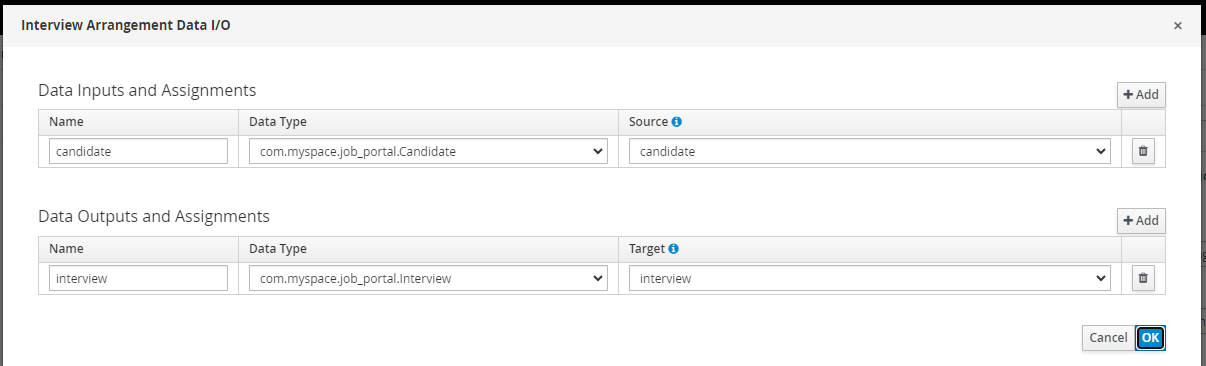 Interview Arrangement Data I/O
×
Data Inputs and Assignments
+ Add
Name Data Type Source
candidate com.myspace.job_portal.Candidate candidate
Data Outputs and Assignments
+ Add
Name Data Type Target
interview com.myspace.job_portal.Interview interview
Cancel OK